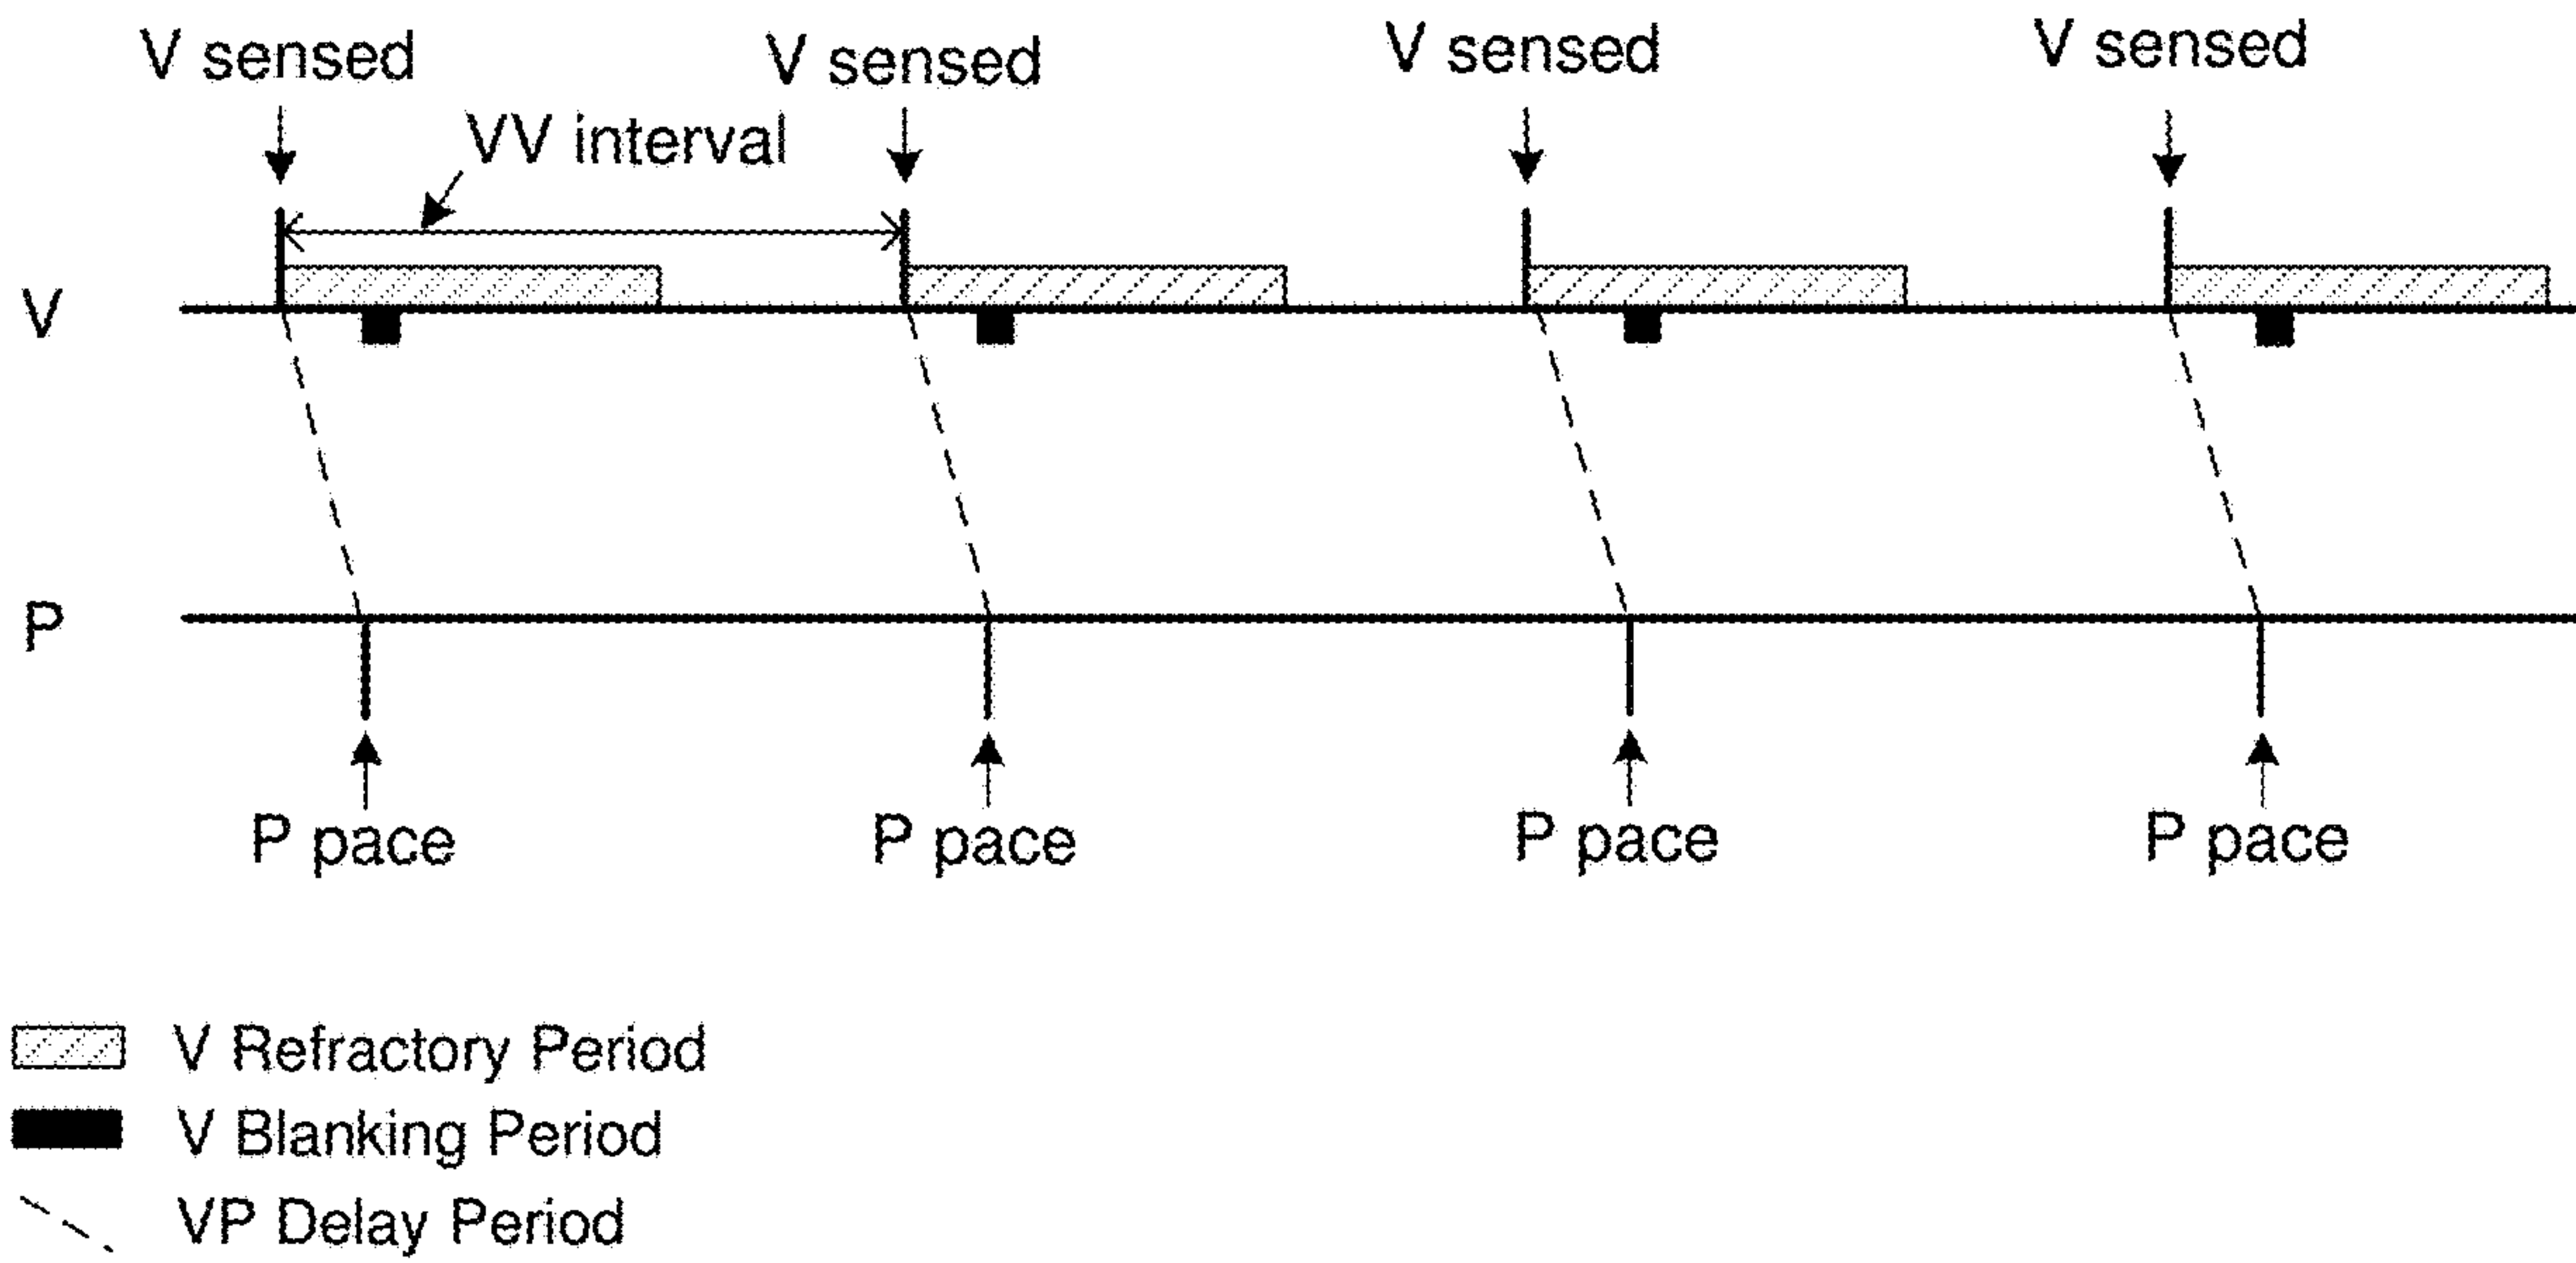 V sensed
V sensed
V sensed
V sensed
VV interval
V
P
P pace
P pace
P pace
P pace
V Refractory Period
V Blanking Period
VP Delay Period